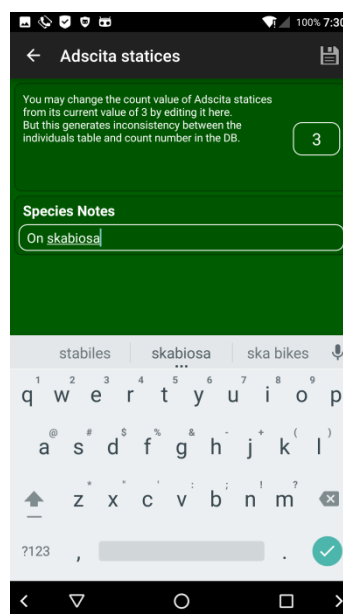 100% 7:30
Adscita statices
You may change the count value of Adscita statices
from its current value of 3 by editing it here.
But this generates inconsistency between the
individuals table and count number in the DB.
3
Species Notes
On skabiosa
stabiles skabiosa ska bikes
1 2 3 4 5 6 7 8 9
q w e r t y u i o p
@ # $ % & - + ( )
a s d f g h j k l
* " ' : ; ! ?
z x c v b n m
?123 , .